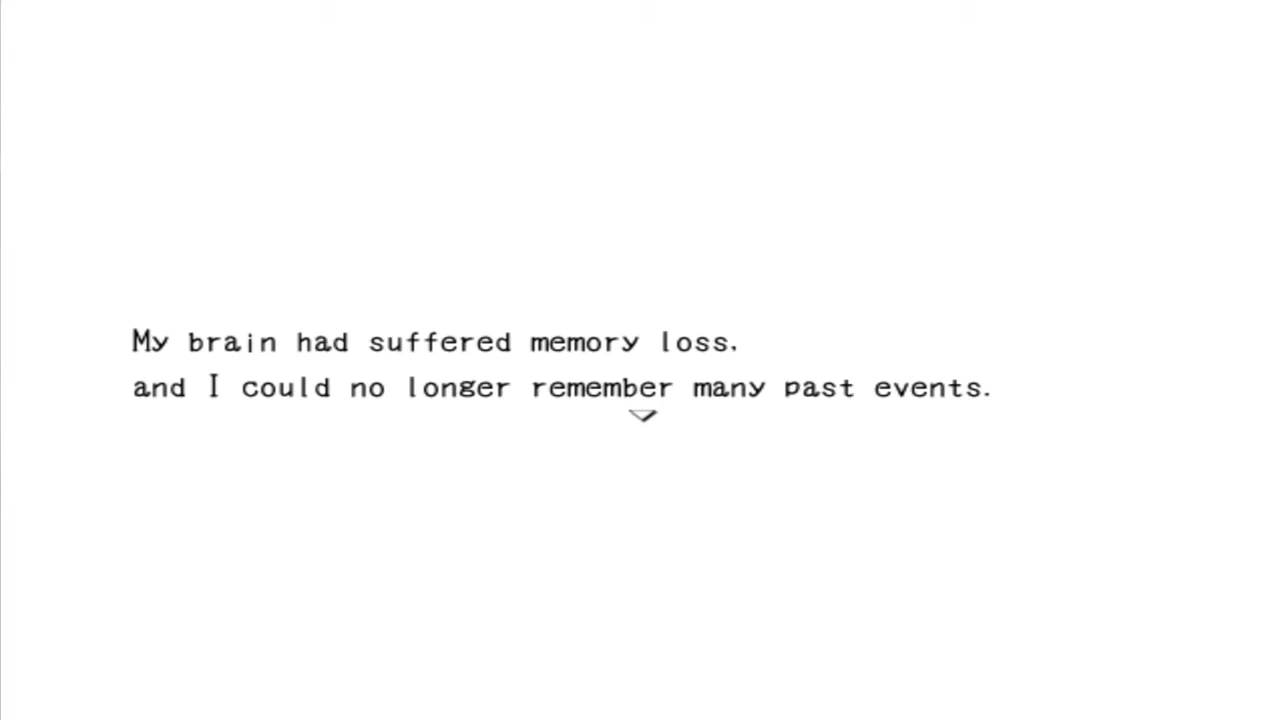 My brain had suffered memory loss,
and I could no longer remember many past events.